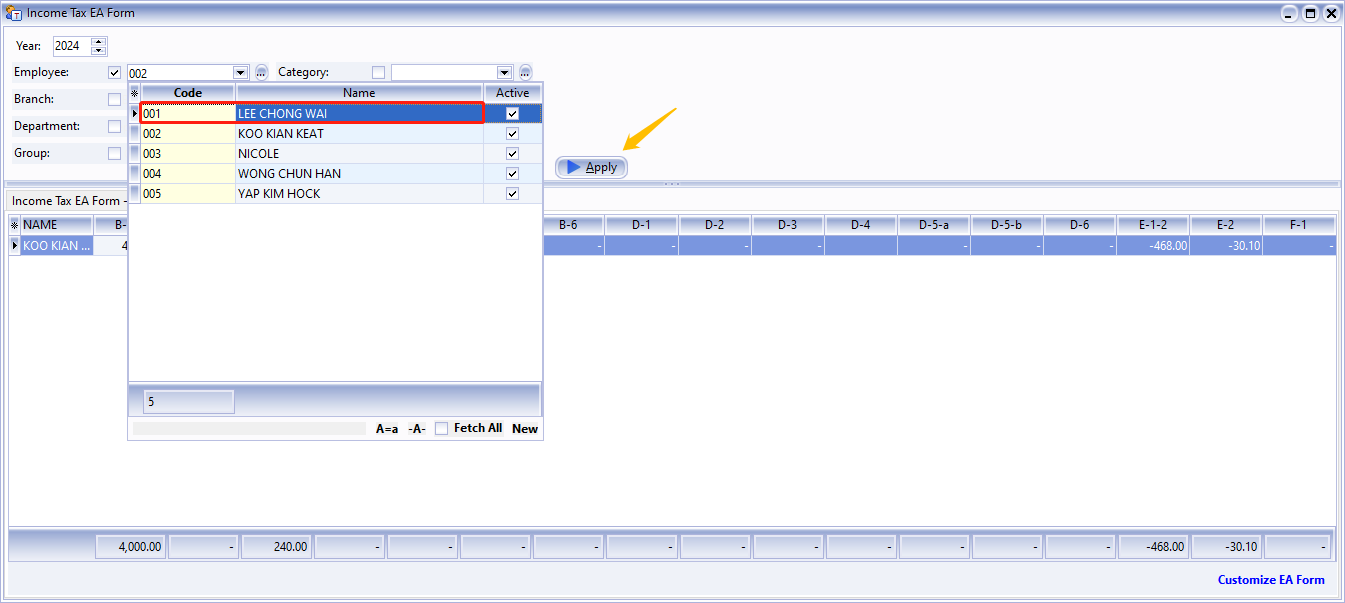 Income Tax EA Form
Year: 2024
Employee: 002 Category:
Code Name Active
Branch:
001 LEE CHONG WAI
Department:
002 KOO KIAN KEAT
Group:
003 NICOLE
Apply
004 WONG CHUN HAN
005 YAP KIM HOCK
Income Tax EA Form -
NAME B- B-6 D-1 D-2 D-3 D-4 D-5-a D-5-b D-6 E-1-2 E-2 F-1
KOO KIAN ... 4 - - - - - - - - -468.00 -30.10 -
5
A=a -A- Fetch All New
4,000.00 - 240.00 - - - - - - - - - - - -468.00 -30.10 -
Customize EA Form